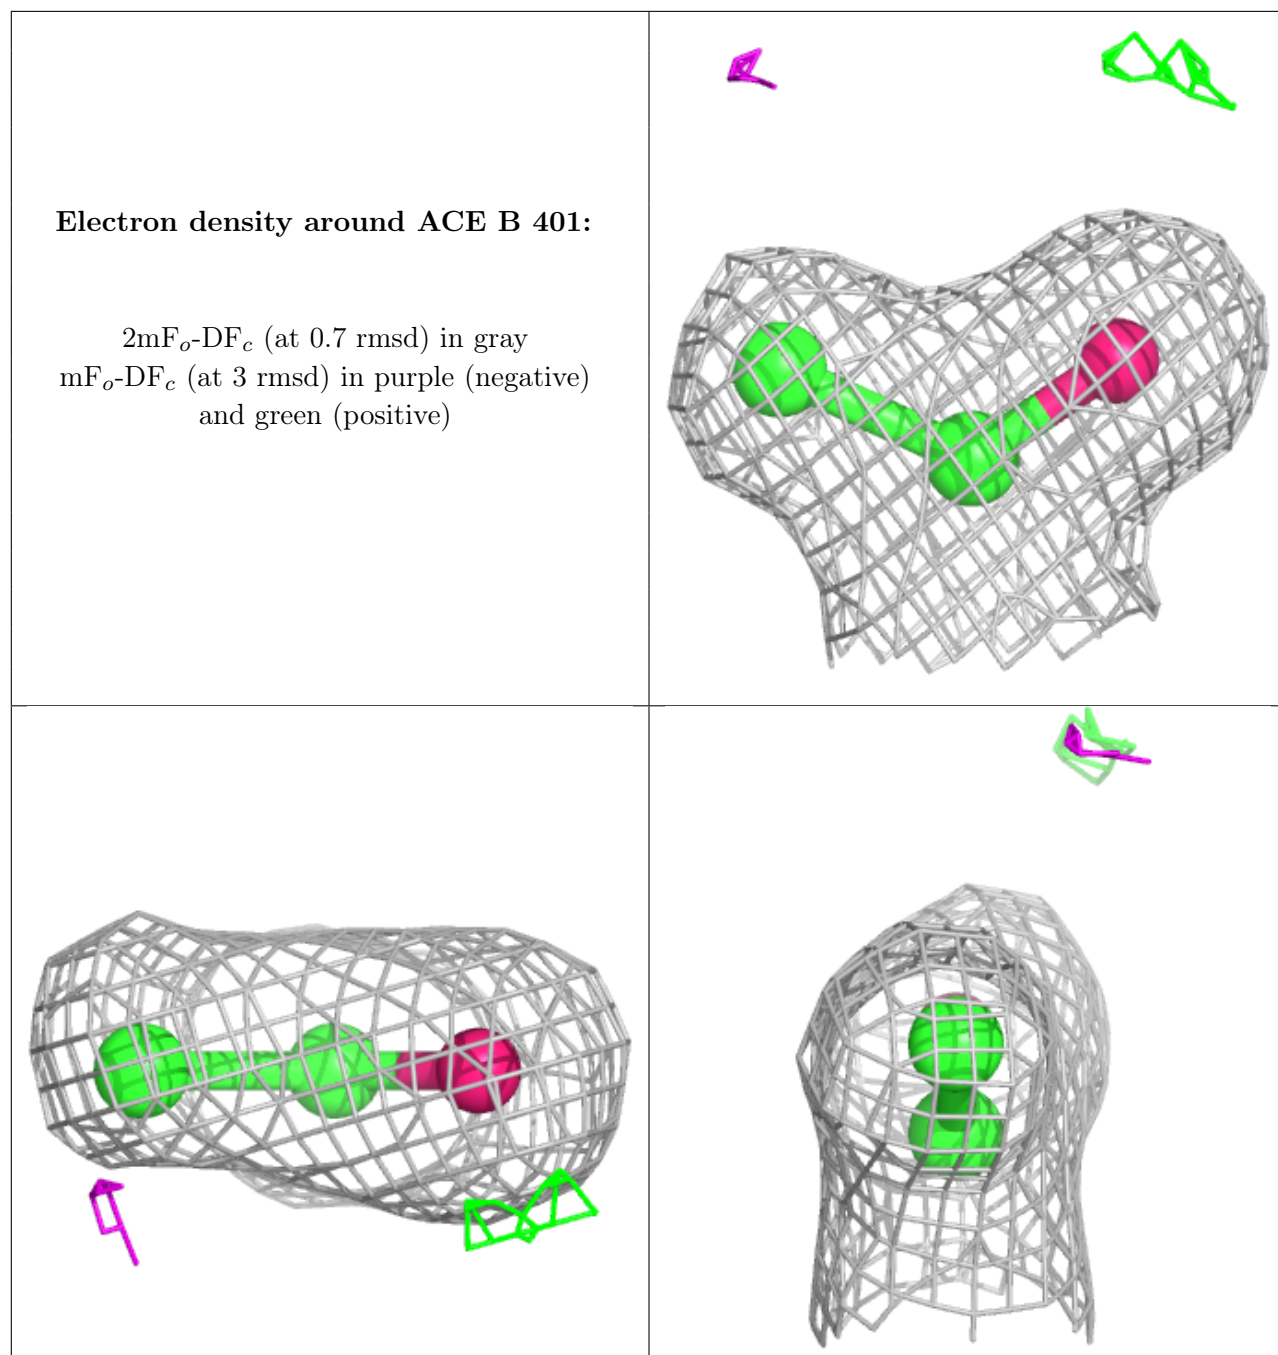 Electron density around ACE B 401:
2mFo-DFc (at 0.7 rmsd) in gray
mFo-DFc (at 3 rmsd) in purple (negative)
and green (positive)